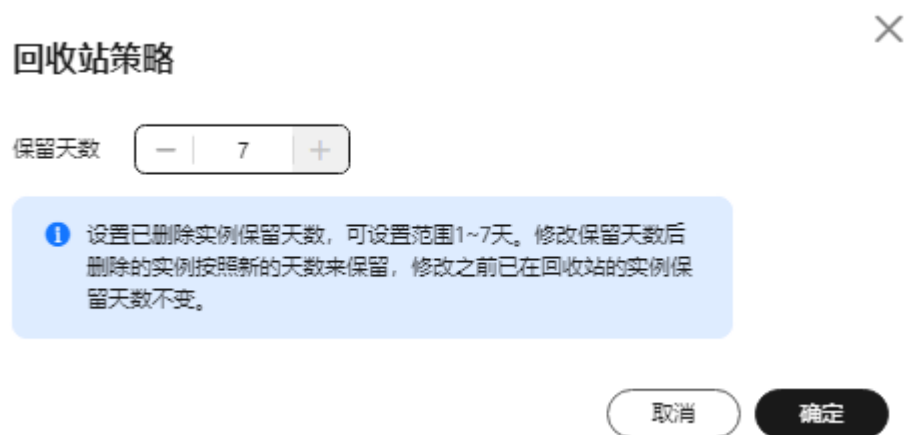 回收站策略
保留天数 7
设置已删除实例保留天数，可设置范围1~7天。修改保留天数后
删除的实例按照新的天数来保留，修改之前已在回收站的实例保
留天数不变。
取消 确定